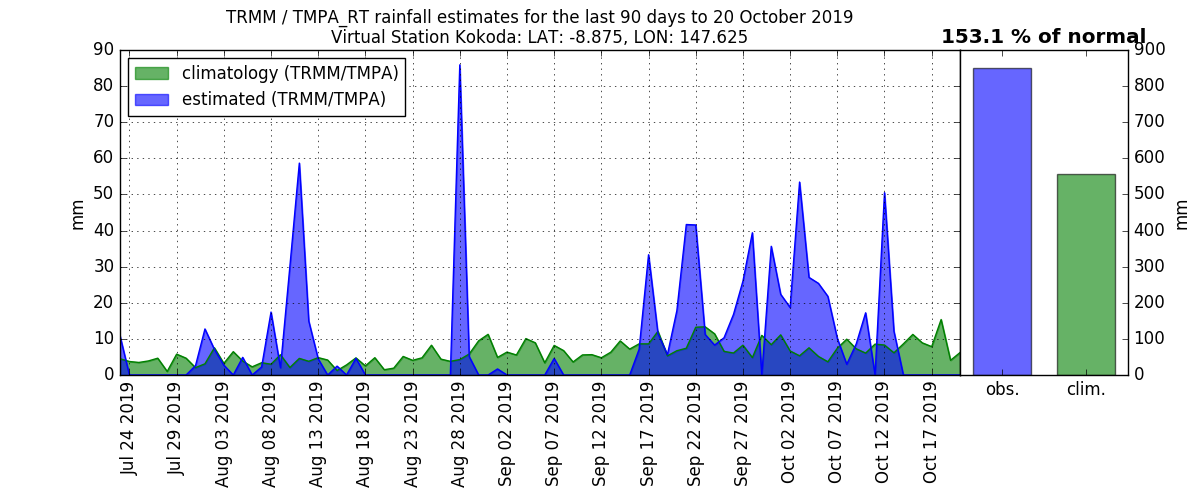 TRMM / TMPA_RT rainfall estimates for the last 90 days to 20 October 2019
Virtual Station Kokoda: LAT: -8.875, LON: 147.625
153.1 % of normal
climatology (TRMM/TMPA)
estimated (TRMM/TMPA)
mm
90
80
70
60
50
40
30
20
10
0
Jul 24 2019
Jul 29 2019
Aug 03 2019
Aug 08 2019
Aug 13 2019
Aug 18 2019
Aug 23 2019
Aug 28 2019
Sep 02 2019
Sep 07 2019
Sep 12 2019
Sep 17 2019
Sep 22 2019
Sep 27 2019
Oct 02 2019
Oct 07 2019
Oct 12 2019
Oct 17 2019
900
800
700
600
500
400
300
200
100
0
mm
obs.
clim.